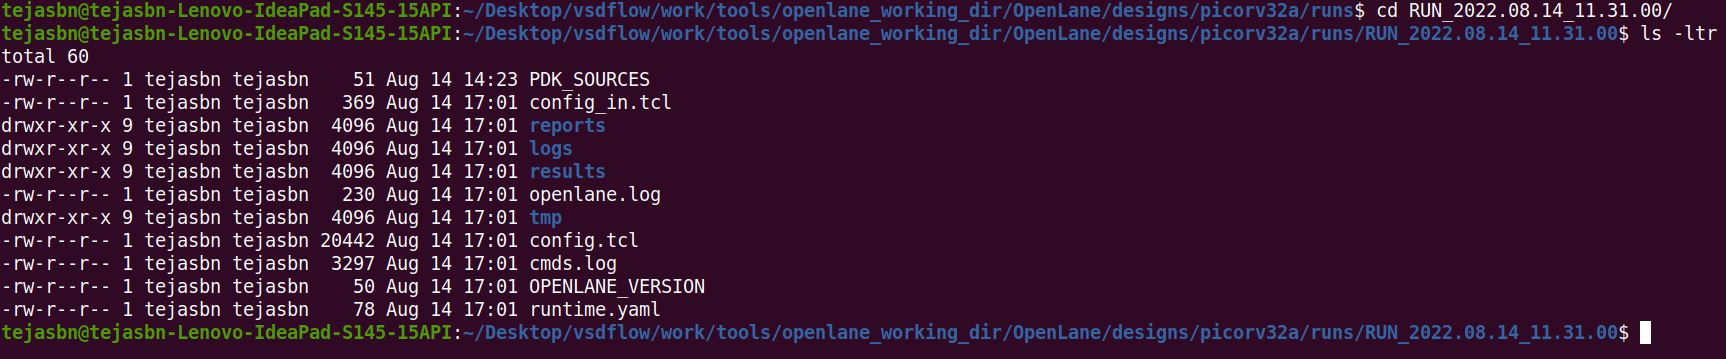 tejasbn@tejasbn-Lenovo-IdeaPad-S145-15API:~/Desktop/vsdflow/work/tools/openlane_working_dir/OpenLane/designs/picorv32a/runs$ cd RUN_2022.08.14_11.31.00/
tejasbn@tejasbn-Lenovo-IdeaPad-S145-15API:~/Desktop/vsdflow/work/tools/openlane_working_dir/OpenLane/designs/picorv32a/runs/RUN_2022.08.14_11.31.00$ ls -ltr
total 60
-rw-r--r-- 1 tejasbn tejasbn    51 Aug 14 14:23 PDK_SOURCES
-rw-r--r-- 1 tejasbn tejasbn   369 Aug 14 17:01 config_in.tcl
drwxr-xr-x 9 tejasbn tejasbn  4096 Aug 14 17:01 reports
drwxr-xr-x 9 tejasbn tejasbn  4096 Aug 14 17:01 logs
drwxr-xr-x 9 tejasbn tejasbn  4096 Aug 14 17:01 results
-rw-r--r-- 1 tejasbn tejasbn   230 Aug 14 17:01 openlane.log
drwxr-xr-x 9 tejasbn tejasbn  4096 Aug 14 17:01 tmp
-rw-r--r-- 1 tejasbn tejasbn 20442 Aug 14 17:01 config.tcl
-rw-r--r-- 1 tejasbn tejasbn  3297 Aug 14 17:01 cmds.log
-rw-r--r-- 1 tejasbn tejasbn    50 Aug 14 17:01 OPENLANE_VERSION
-rw-r--r-- 1 tejasbn tejasbn    78 Aug 14 17:01 runtime.yaml
tejasbn@tejasbn-Lenovo-IdeaPad-S145-15API:~/Desktop/vsdflow/work/tools/openlane_working_dir/OpenLane/designs/picorv32a/runs/RUN_2022.08.14_11.31.00$